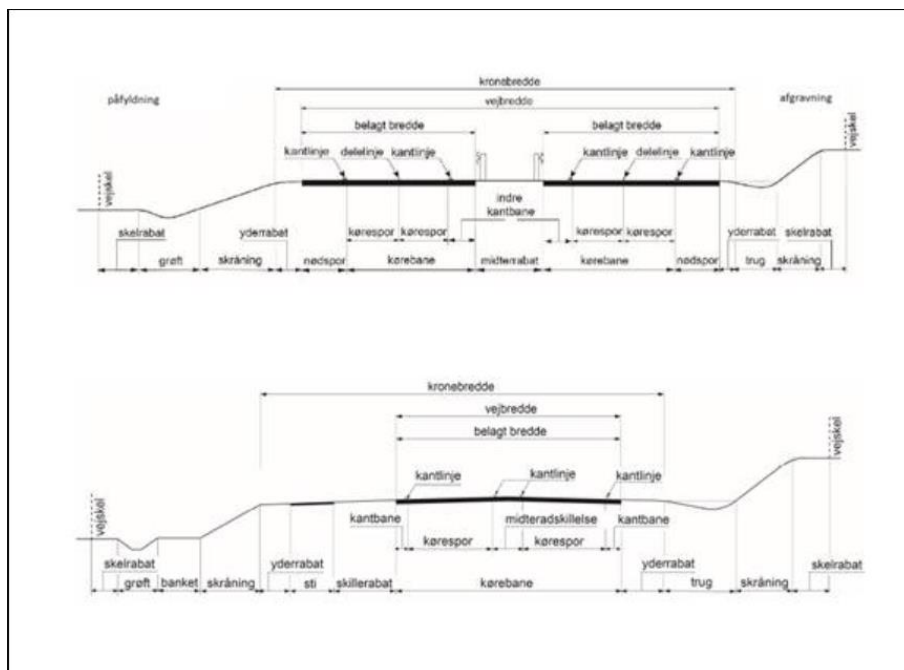 kronebredde
påfyldning
afgravning
vejbredde
belagt bredde belagt bredde
vejskel
kantlinje delelinje kantlinje kantlinje delelinje kantlinje
vejskel
indre
kantbane
skelrabat yderrabat kørespor kørespor kørespor kørespor yderrabat skelrabat
grøft skråning nødspor kørebane midterrabat kørebane nødspor trug skråning
kronebredde
vejbredde
belagt bredde
vejskel
kantlinje kantlinje kantlinje
vejskel
kantbane midteradskillelse kantbane
kørespor kørespor
skelrabat yderrabat yderrabat skelrabat
grøft banket skråning sti skillerabat kørebane trug skråning